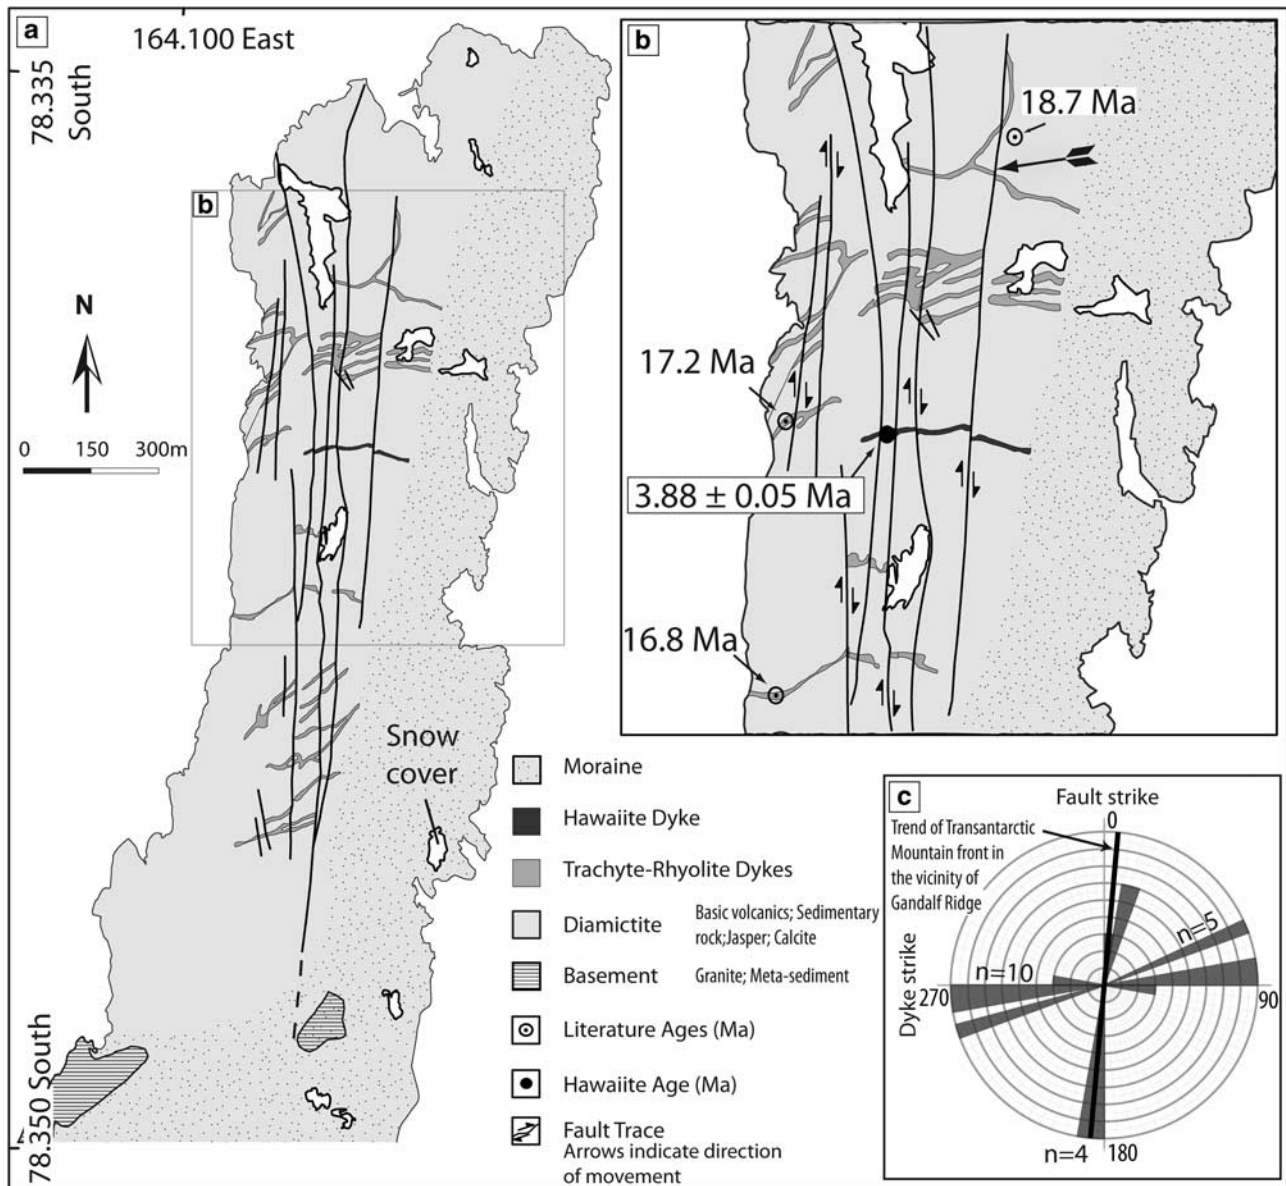 a
164.100 East
78.335
South
b
N
0 150 300m
Snow
cover
78.350 South
b
18.7 Ma
17.2 Ma
3.88 ± 0.05 Ma
16.8 Ma
Moraine
Hawaiite Dyke
Trachyte-Rhyolite Dykes
Diamictite
Basic volcanics; Sedimentary
rock;Jasper; Calcite
Basement
Granite; Meta-sediment
Literature Ages (Ma)
Hawaiite Age (Ma)
Fault Trace
Arrows indicate direction
of movement
c
Fault strike
0
Trend of Transantarctic
Mountain front in
the vicinity of
Gandalf Ridge
n=5
n=10
Dyke strike
270
90
n=4
180